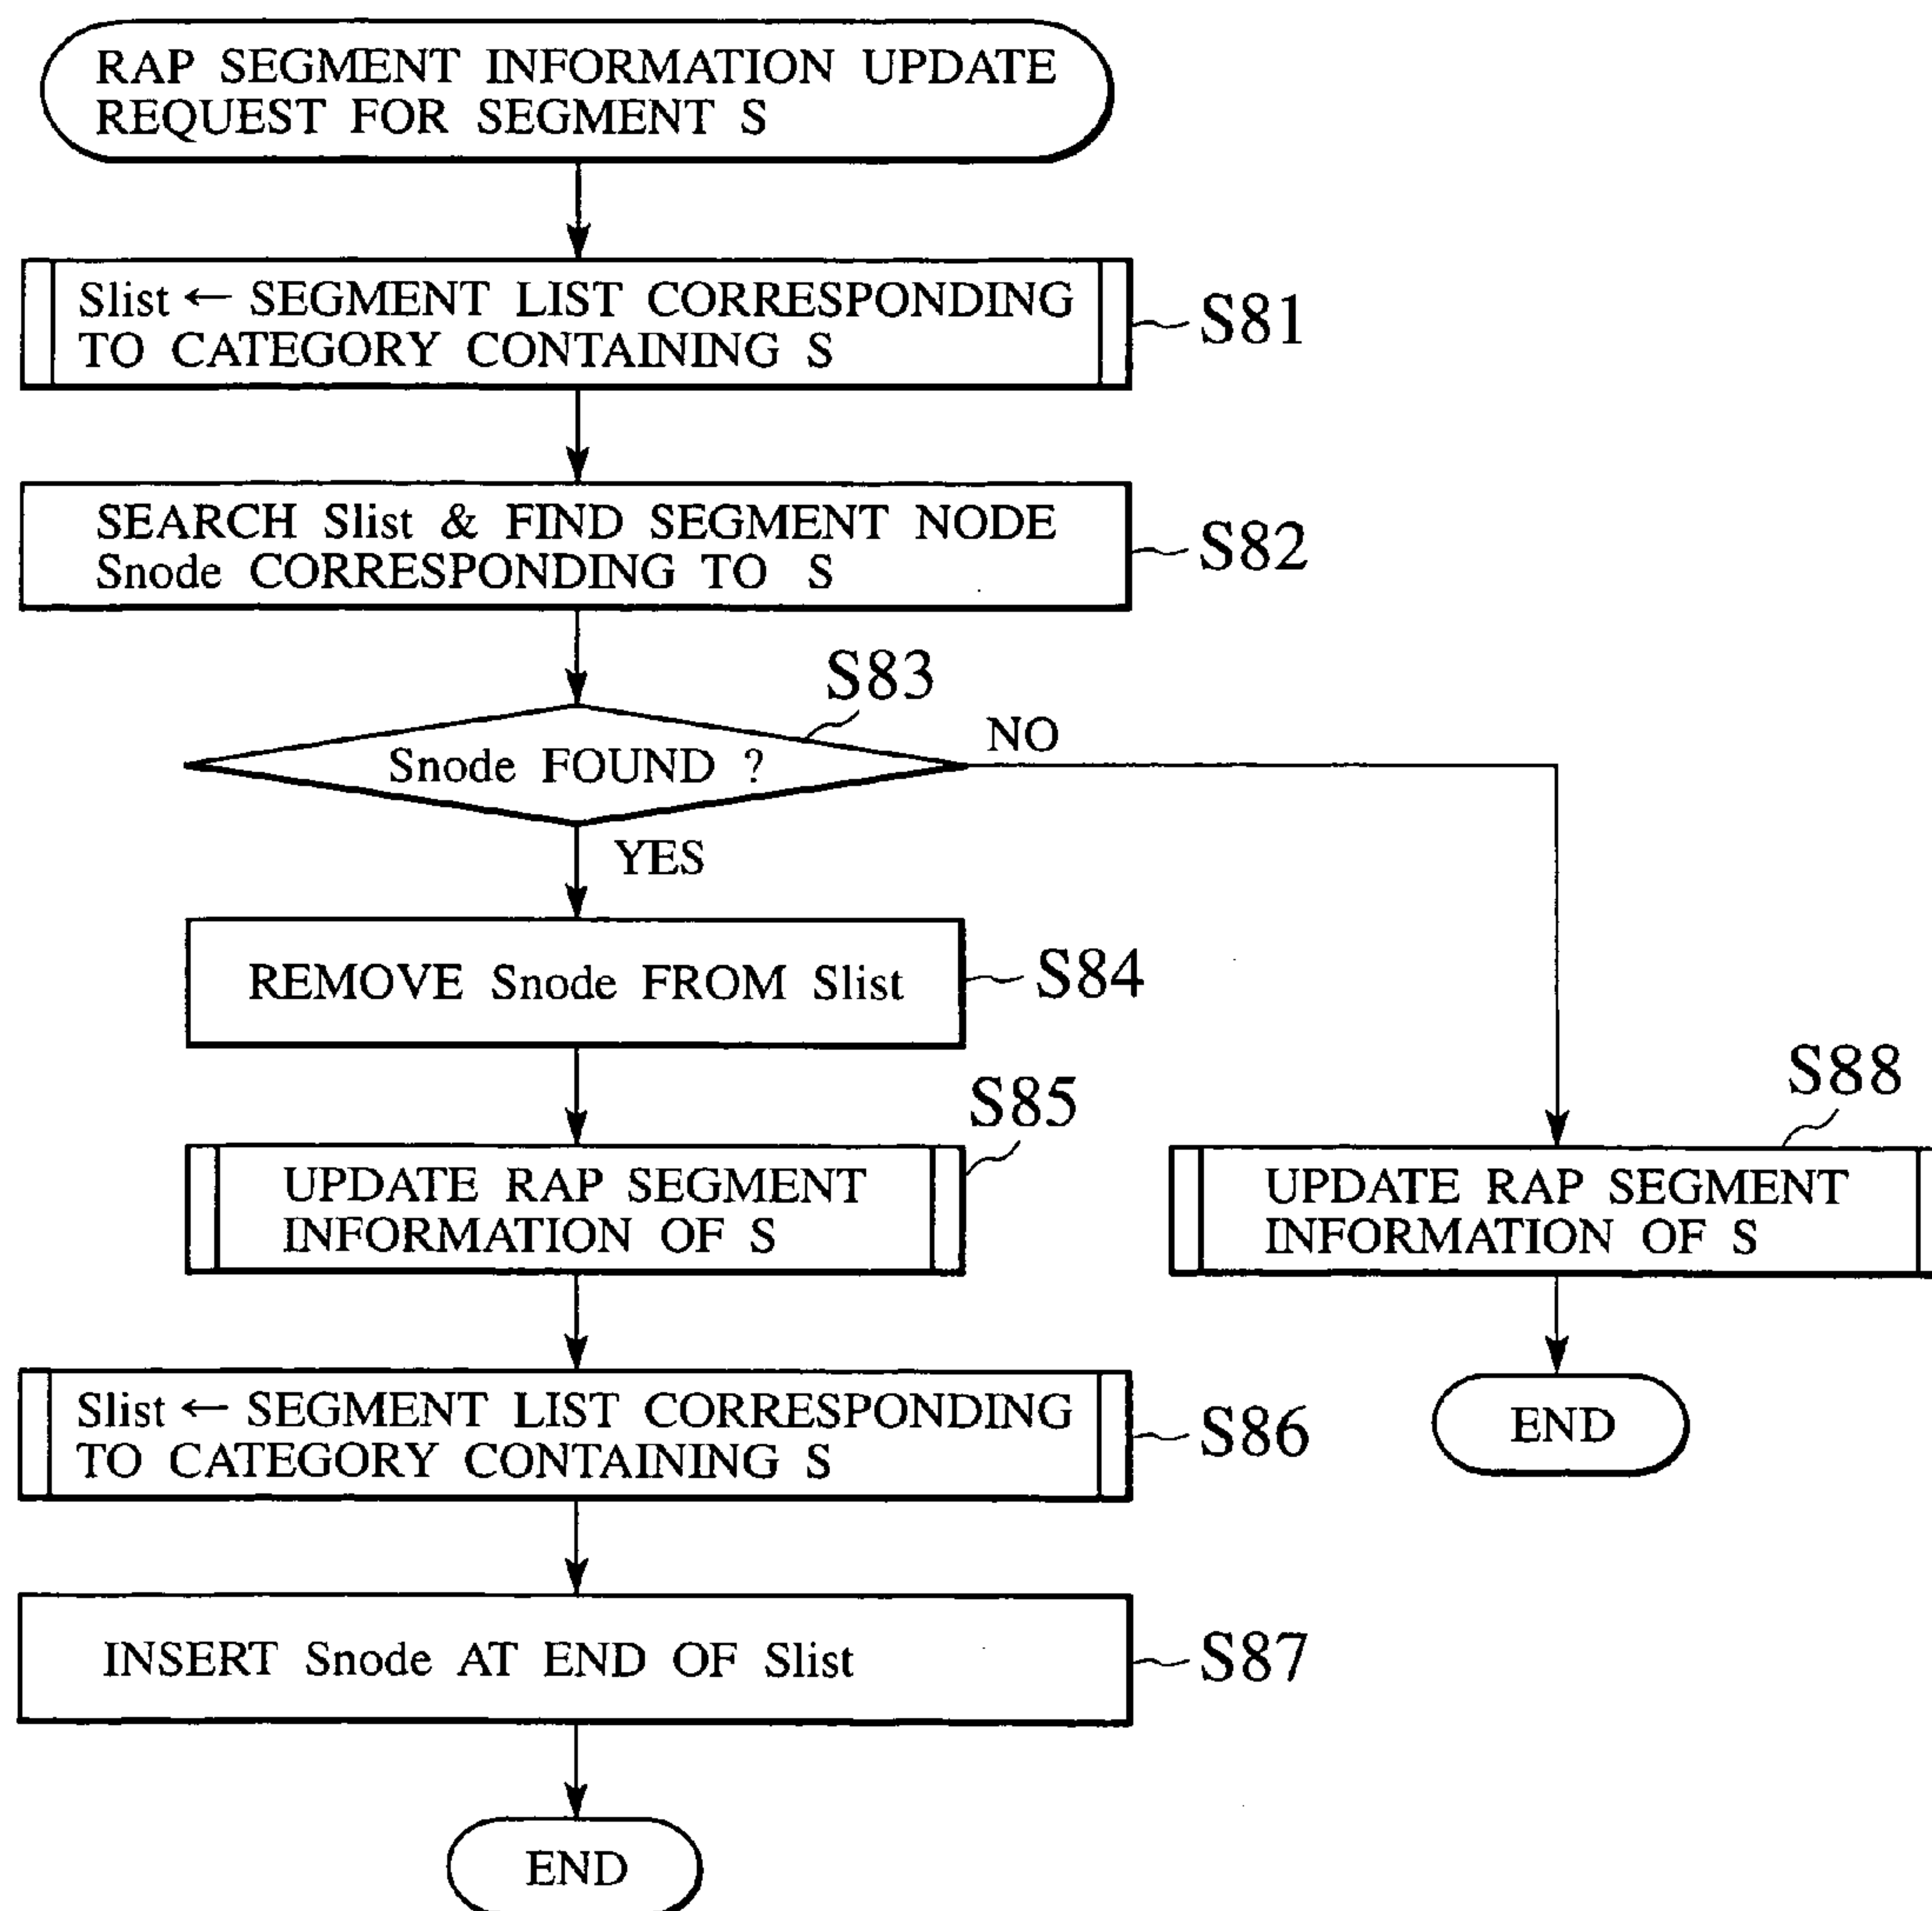 RAP SEGMENT INFORMATION UPDATE
REQUEST FOR SEGMENT S
Slist ← SEGMENT LIST CORRESPONDING
TO CATEGORY CONTAINING S
S81
SEARCH Slist & FIND SEGMENT NODE
Snode CORRESPONDING TO S
S82
S83
Snode FOUND ?
NO
YES
REMOVE Snode FROM Slist
S84
S85
UPDATE RAP SEGMENT
INFORMATION OF S
S88
UPDATE RAP SEGMENT
INFORMATION OF S
Slist ← SEGMENT LIST CORRESPONDING
TO CATEGORY CONTAINING S
S86
END
INSERT Snode AT END OF Slist
S87
END